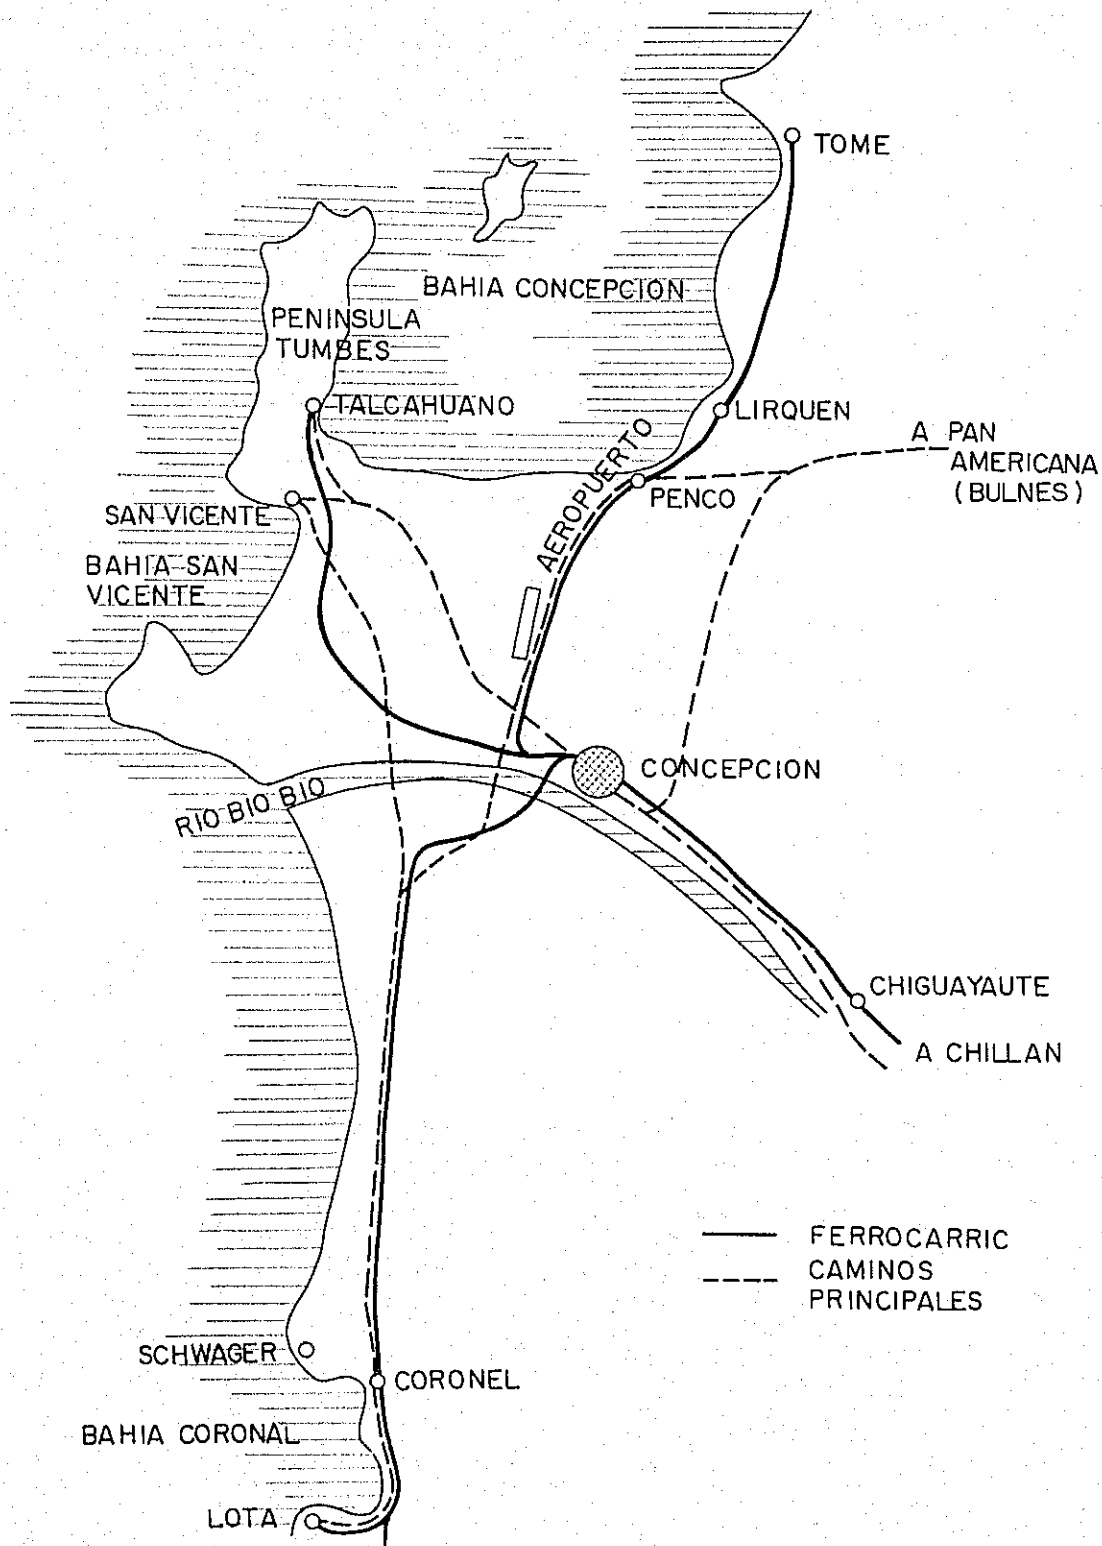 TOME
BAHIA CONCEPCION
PENINSULA
TUMBES
TALCAHUANO
LIRQUEN
A PAN
AMERICANA
(BULNES)
AEROPUERTO
PENCO
SAN VICENTE
BAHIA SAN
VICENTE
CONCEPCION
RIO BIO BIO
CHIGUAYAUTE
A CHILLAN
FERROCARRIC
CAMINOS
PRINCIPALES
SCHWAGER
CORONEL
BAHIA CORONAL
LOTA